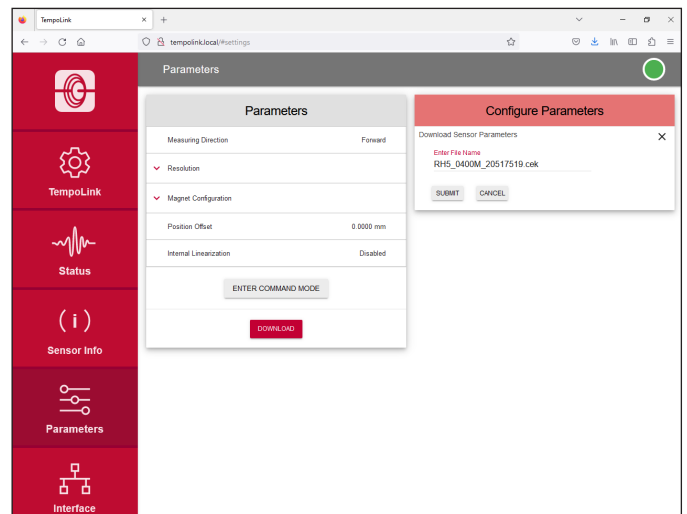 TempoLink
tempolink.local/#settings
Parameters
TempoLink
Status
Sensor Info
Parameters
Interface
Parameters
Measuring Direction Forward
Resolution
Magnet Configuration
Position Offset 0.0000 mm
Internal Linearization Disabled
ENTER COMMAND MODE
DOWNLOAD
Configure Parameters
Download Sensor Parameters
Enter File Name
RH5_0400M_20517519.cek
SUBMIT CANCEL